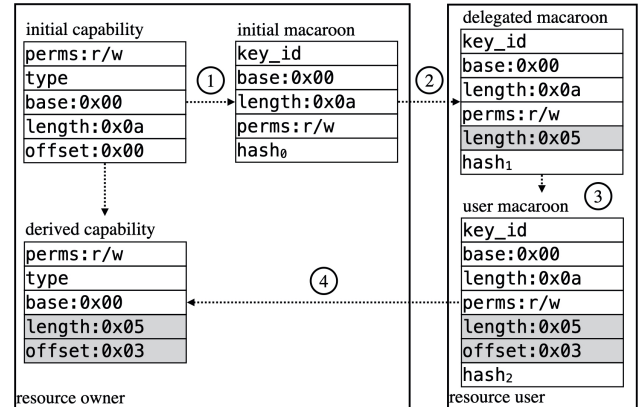 initial capability
perms:r/w
type
base:0x00
length:0x0a
offset:0x00
1
initial macaroon
key_id
base:0x00
length:0x0a
perms:r/w
hash₀
2
delegated macaroon
key_id
base:0x00
length:0x0a
perms:r/w
length:0x05
hash₁
3
user macaroon
key_id
base:0x00
length:0x0a
perms:r/w
length:0x05
offset:0x03
hash₂
4
derived capability
perms:r/w
type
base:0x00
length:0x05
offset:0x03
resource owner
resource user